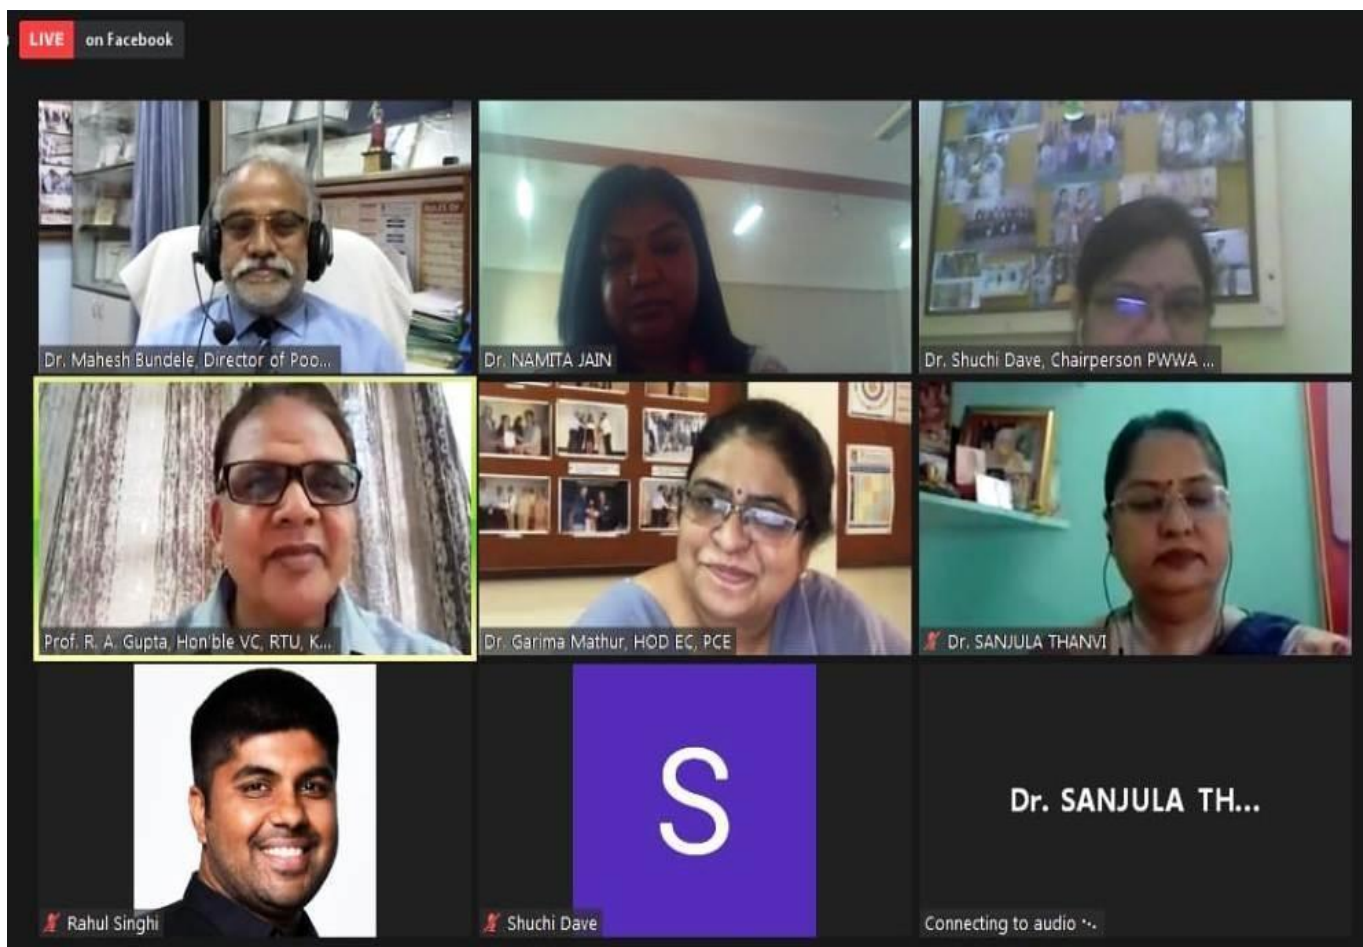 LIVE on Facebook
Dr. Mahesh Bundele, Director of Poo...
Dr. NAMITA JAIN
Dr. Shuchi Dave, Chairperson PWWA ...
Prof. R. A. Gupta, Hon'ble VC, RTU, K...
Dr. Garima Mathur, HOD EC, PCE
Dr. SANJULA THANVI
Rahul Singhi
S
Shuchi Dave
Dr. SANJULA TH...
Connecting to audio